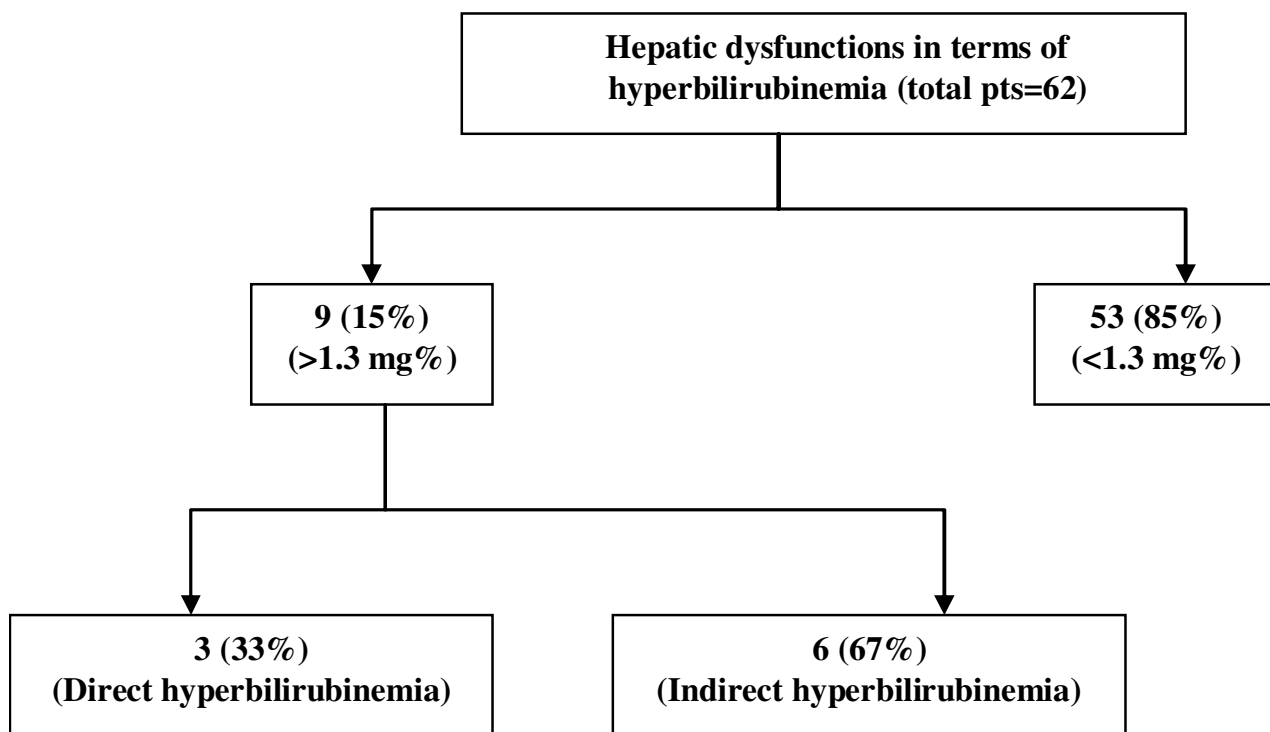 Hepatic dysfunctions in terms of
hyperbilirubinemia (total pts=62)
9 (15%)
(>1.3 mg%)
53 (85%)
(<1.3 mg%)
3 (33%)
(Direct hyperbilirubinemia)
6 (67%)
(Indirect hyperbilirubinemia)